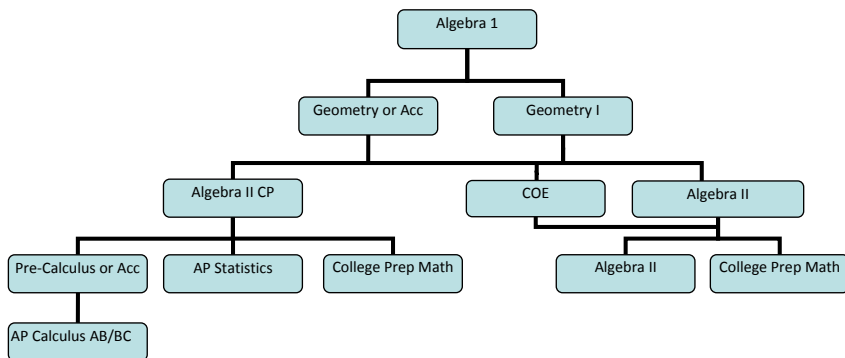 Algebra 1
Geometry or Acc
Geometry I
Algebra II CP
COE
Algebra II
Pre-Calculus or Acc
AP Statistics
College Prep Math
Algebra II
College Prep Math
AP Calculus AB/BC